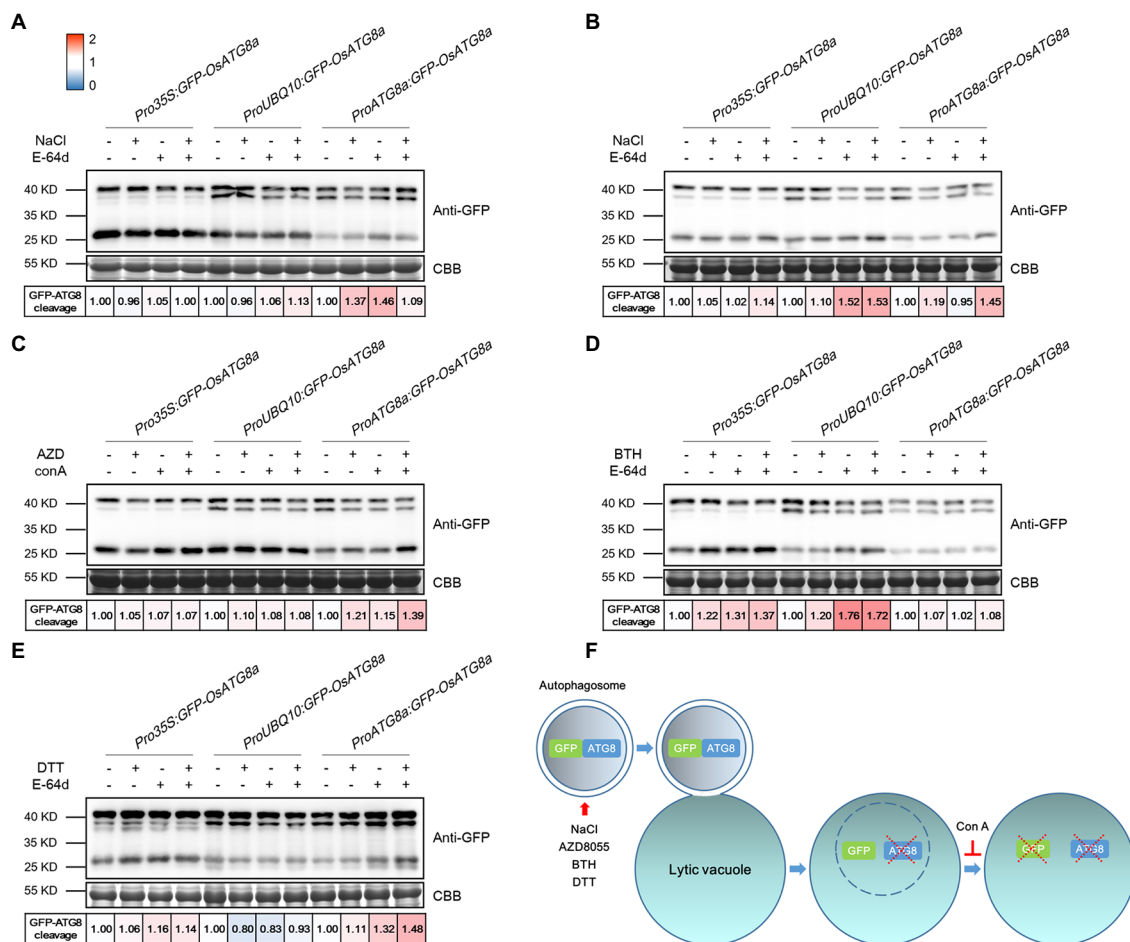 A
2
1
0
Pro35S:GFP-OsATG8a
ProUBQ10:GFP-OsATG8a
ProATG8a:GFP-OsATG8a
NaCl - + - + - + - + - + - +
E-64d - - + + - - + + - - + +
40 KD
35 KD
25 KD
Anti-GFP
55 KD
CBB
GFP-ATG8 cleavage 1.00 0.96 1.05 1.00 1.00 0.96 1.06 1.13 1.00 1.37 1.46 1.09
B
Pro35S:GFP-OsATG8a
ProUBQ10:GFP-OsATG8a
ProATG8a:GFP-OsATG8a
NaCl - + - + - + - + - + - +
E-64d - - + + - - + + - - + +
40 KD
35 KD
25 KD
Anti-GFP
55 KD
CBB
GFP-ATG8 cleavage 1.00 1.05 1.02 1.14 1.00 1.10 1.52 1.53 1.00 1.19 0.95 1.45
C
Pro35S:GFP-OsATG8a
ProUBQ10:GFP-OsATG8a
ProATG8a:GFP-OsATG8a
AZD - + - + - + - + - + - +
conA - - + + - - + + - - + +
40 KD
35 KD
25 KD
Anti-GFP
55 KD
CBB
GFP-ATG8 cleavage 1.00 1.05 1.07 1.07 1.00 1.10 1.08 1.08 1.00 1.21 1.15 1.39
D
Pro35S:GFP-OsATG8a
ProUBQ10:GFP-OsATG8a
ProATG8a:GFP-OsATG8a
BTH - + - + - + - + - + - +
E-64d - - + + - - + + - - + +
40 KD
35 KD
25 KD
Anti-GFP
55 KD
CBB
GFP-ATG8 cleavage 1.00 1.22 1.31 1.37 1.00 1.20 1.76 1.72 1.00 1.07 1.02 1.08
E
Pro35S:GFP-OsATG8a
ProUBQ10:GFP-OsATG8a
ProATG8a:GFP-OsATG8a
DTT - + - + - + - + - + - +
E-64d - - + + - - + + - - + +
40 KD
35 KD
25 KD
Anti-GFP
55 KD
CBB
GFP-ATG8 cleavage 1.00 1.06 1.16 1.14 1.00 0.80 0.83 0.93 1.00 1.11 1.32 1.48
F
Autophagosome
GFP ATG8
GFP ATG8
NaCl
AZD8055
BTH
DTT
Lytic vacuole
GFP ATG8
Con A
GFP ATG8